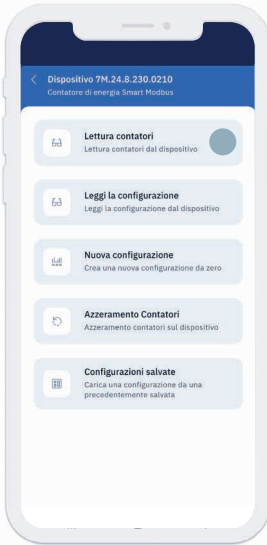 Dispositivo 7M.24.8.230.0210
Contatore di energia Smart Modbus
Lettura contatori
Lettura contatori dal dispositivo
Leggi la configurazione
Leggi la configurazione dal dispositivo
Nuova configurazione
Crea una nuova configurazione da zero
Azzeramento Contatori
Azzeramento contatori sul dispositivo
Configurazioni salvate
Carica una configurazione da una
precedentemente salvata